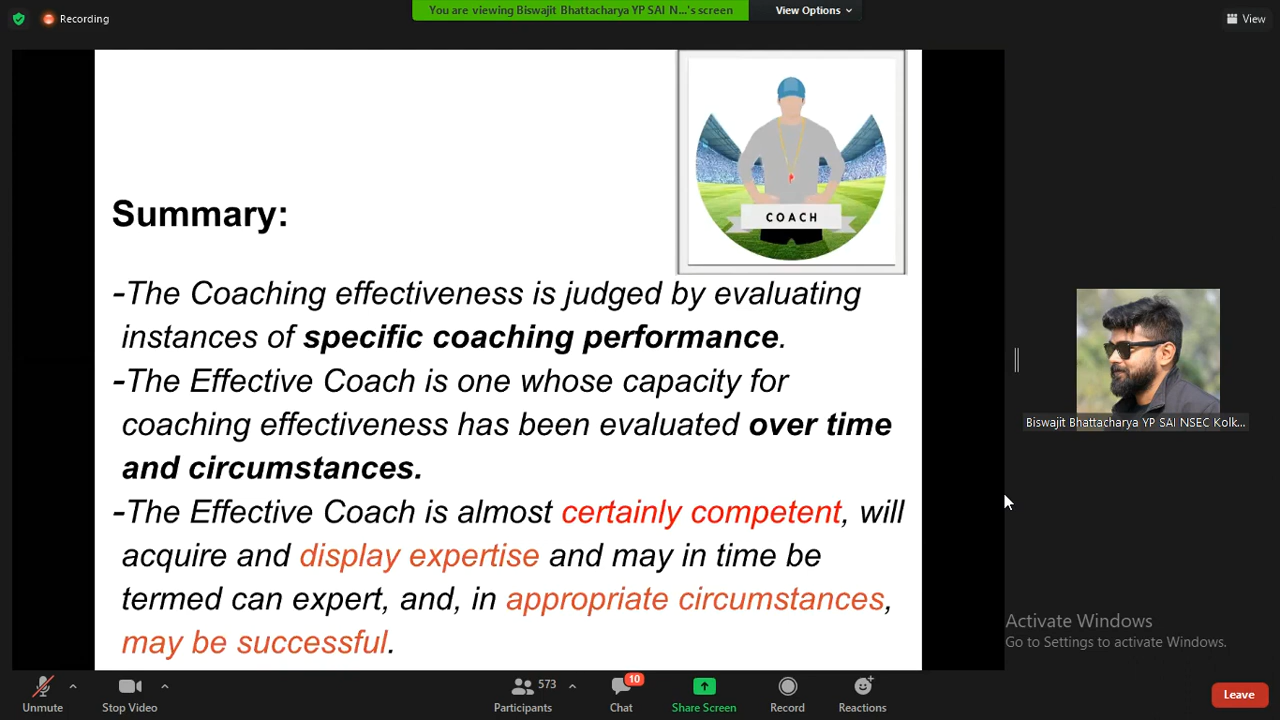 Recording
You are viewing Biswajit Bhattacharya YP SAI N...'s screen
View Options
View
COACH
Summary:
-The Coaching effectiveness is judged by evaluating
instances of specific coaching performance.
-The Effective Coach is one whose capacity for
coaching effectiveness has been evaluated over time
and circumstances.
-The Effective Coach is almost certainly competent, will
acquire and display expertise and may in time be
termed can expert, and, in appropriate circumstances,
may be successful.
Biswajit Bhattacharya YP SAI NSEC Kolk...
Activate Windows
Go to Settings to activate Windows.
Unmute
Stop Video
573
Participants
10
Chat
Share Screen
Record
Reactions
Leave